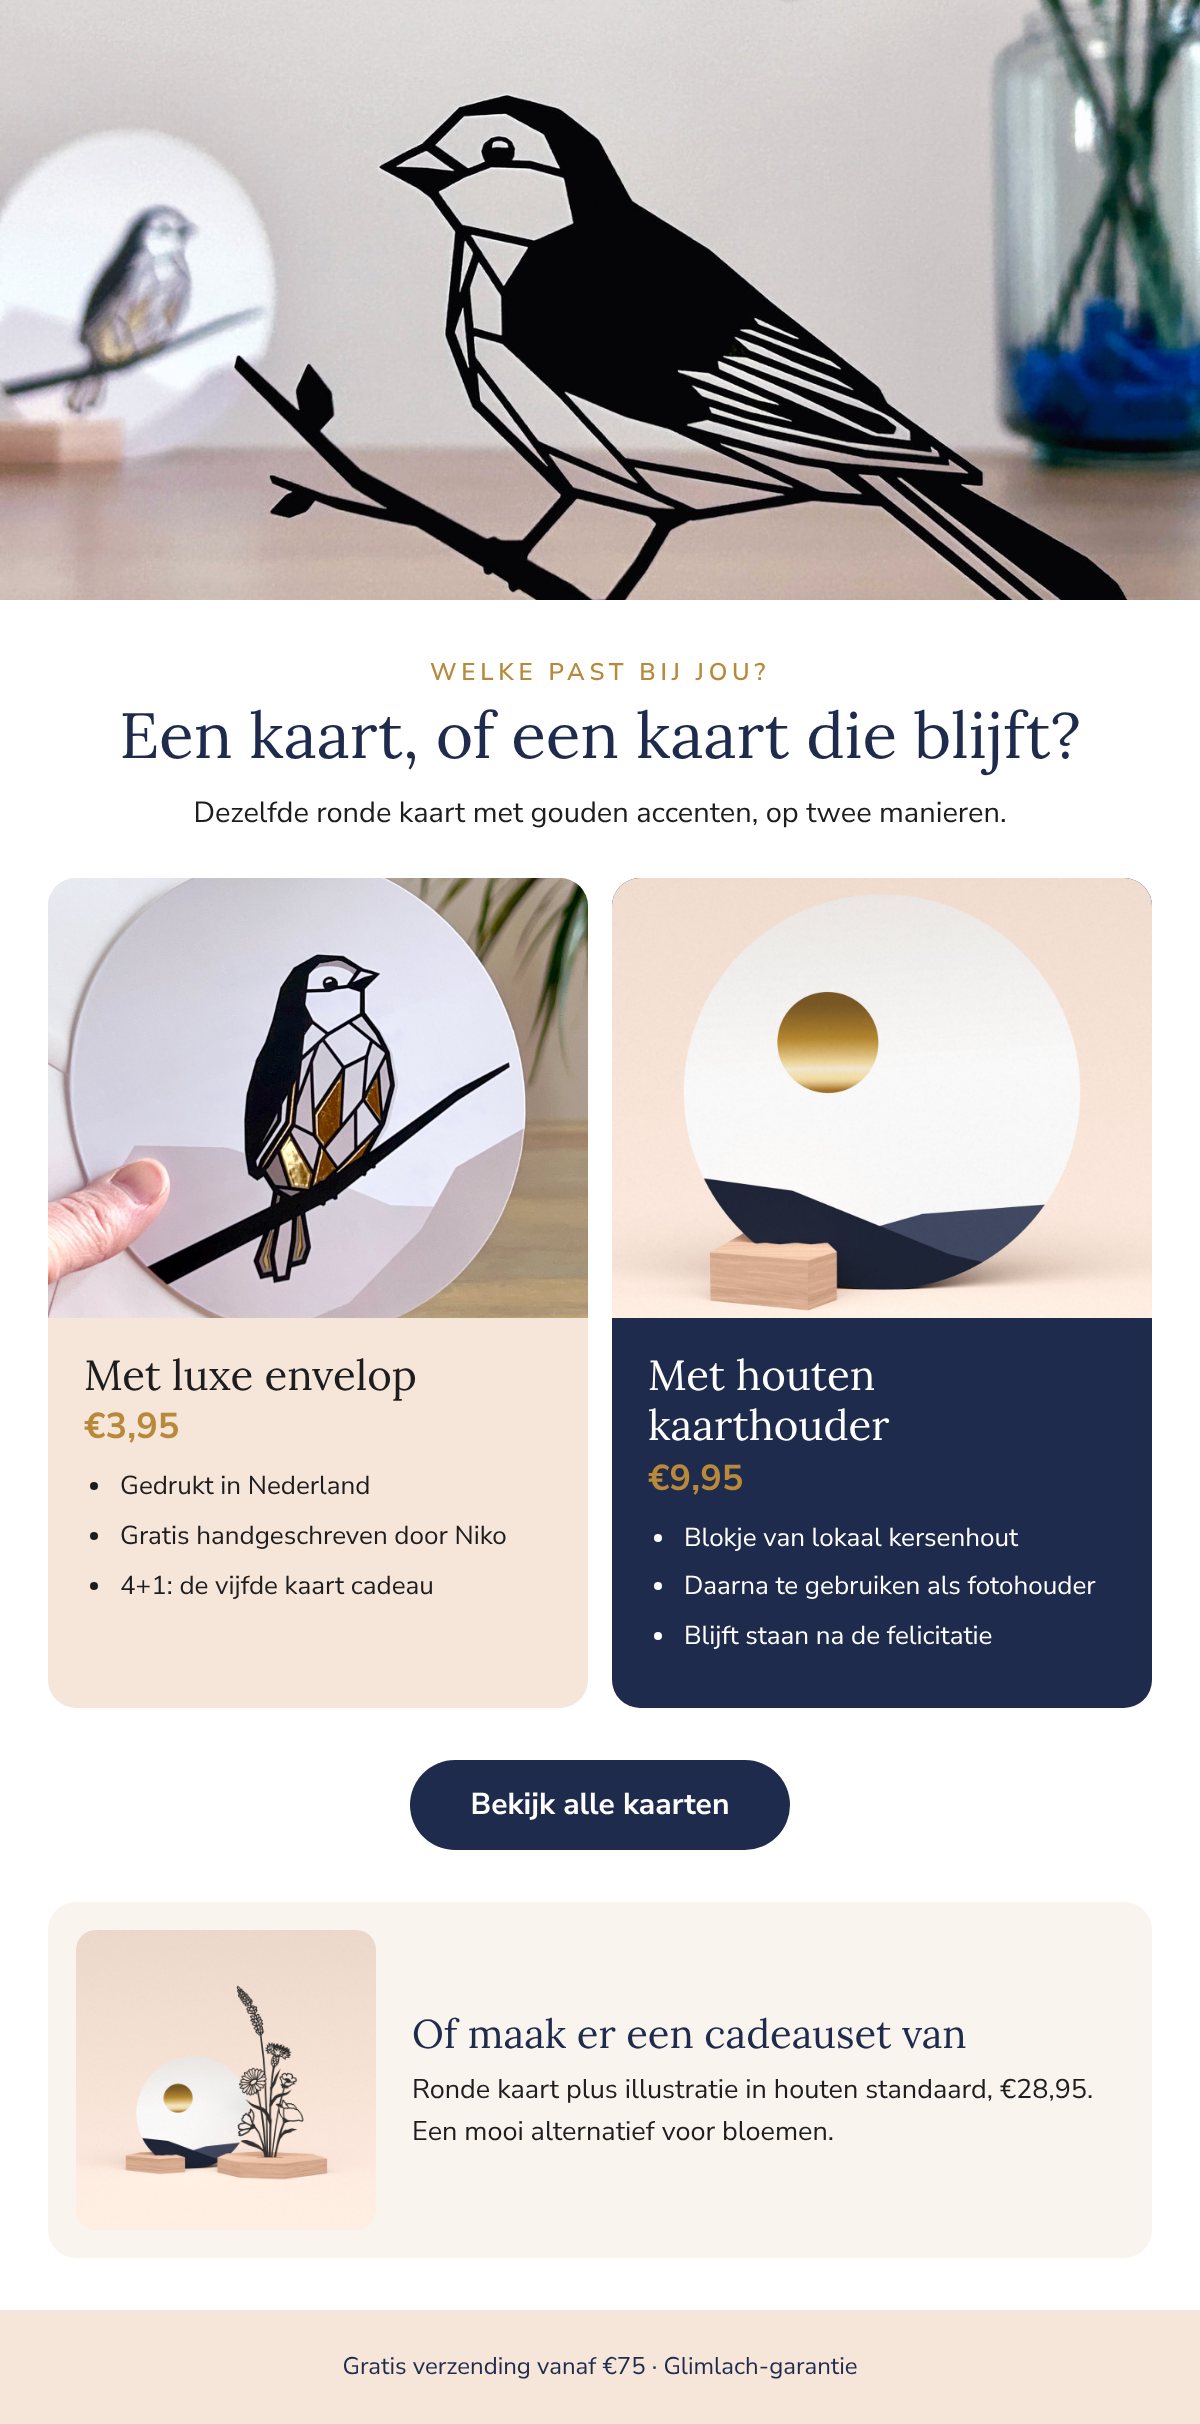 WELKE PAST BIJ JOU?
Een kaart, of een kaart die blijft?
Dezelfde ronde kaart met gouden accenten, op twee manieren.
Met luxe envelop
€3,95
• Gedrukt in Nederland
• Gratis handgeschreven door Niko
• 4+1: de vijfde kaart cadeau
Met houten
kaarthouder
€9,95
• Blokje van lokaal kersenhout
• Daarna te gebruiken als fotohouder
• Blijft staan na de felicitatie
Bekijk alle kaarten
Of maak er een cadeauset van
Ronde kaart plus illustratie in houten standaard, €28,95.
Een mooi alternatief voor bloemen.
Gratis verzending vanaf €75 · Glimlach-garantie